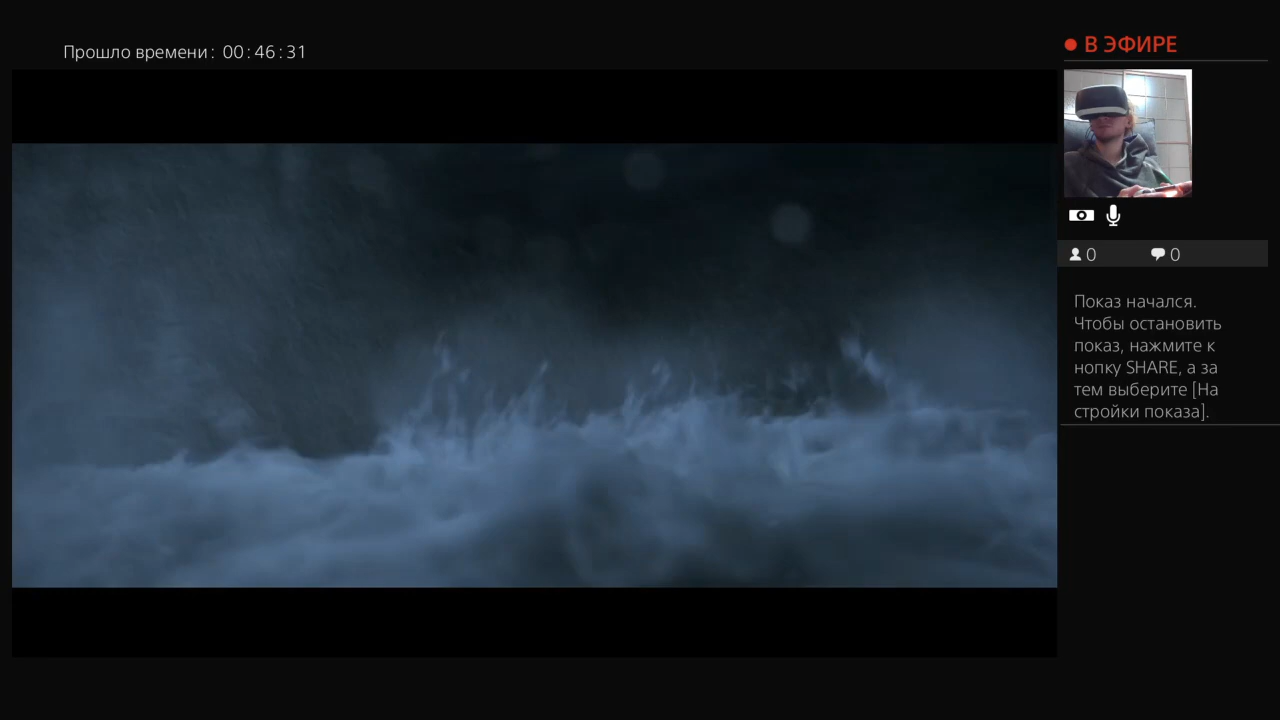 Прошло времени: 00:46:31
В ЭФИРЕ
0
0
Показ начался.
Чтобы остановить
показ, нажмите к
нопку SHARE, а за
тем выберите [На
стройки показа].